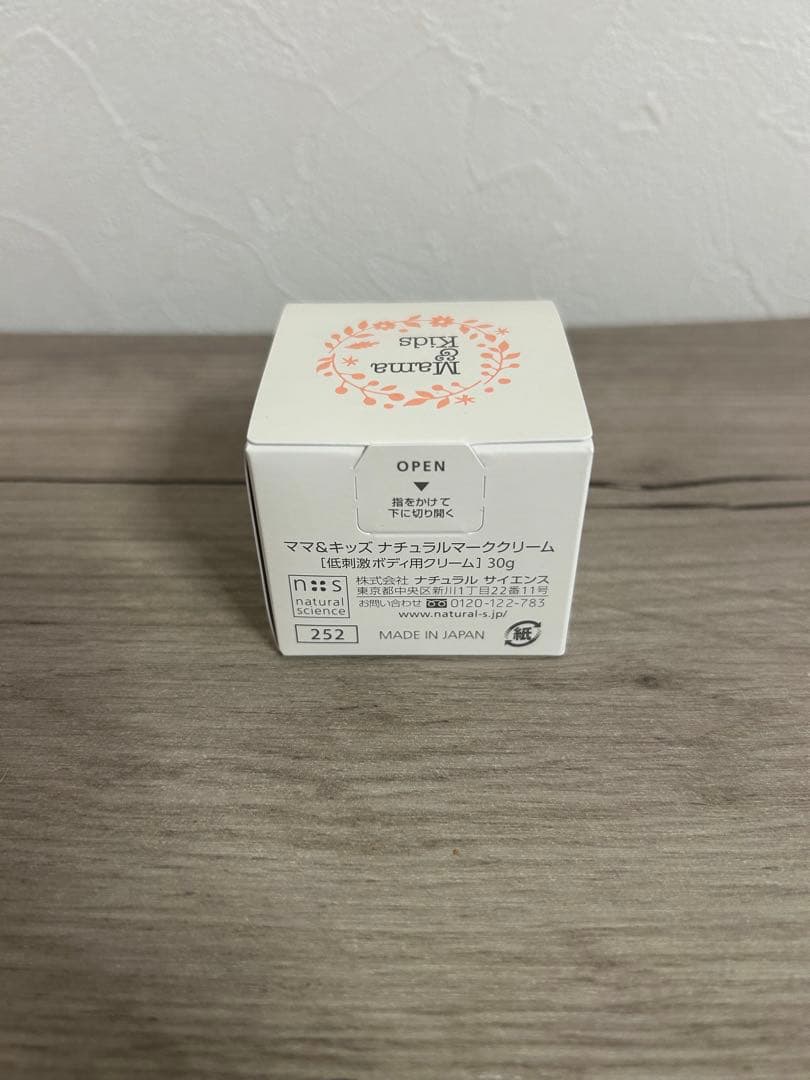 Mama
&
Kids
OPEN
▼
指をかけて
下に切り開く
ママ&キッズ ナチュラルマーククリーム
[低刺激ボディ用クリーム] 30g
n s
natural
science
株式会社 ナチュラル サイエンス
東京都中央区新川1丁目22番11号
お問い合わせ 0120-122-783
www.natural-s.jp/
252
MADE IN JAPAN
紙